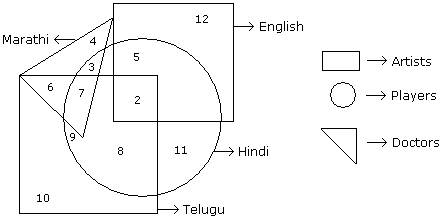 12
English
Marathi
4
5
Artists
3
6
7
2
Players
9
8
11
Hindi
Doctors
10
Telugu